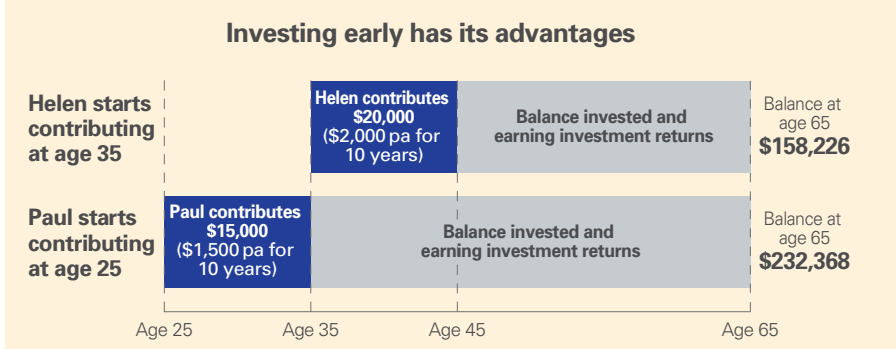 Investing early has its advantages
Helen starts
contributing
at age 35
Helen contributes
$20,000
($2,000 pa for
10 years)
Balance invested and
earning investment returns
Balance at
age 65
$158,226
Paul starts
contributing
at age 25
Paul contributes
$15,000
($1,500 pa for
10 years)
Balance invested and
earning investment returns
Balance at
age 65
$232,368
Age 25
Age 35
Age 45
Age 65